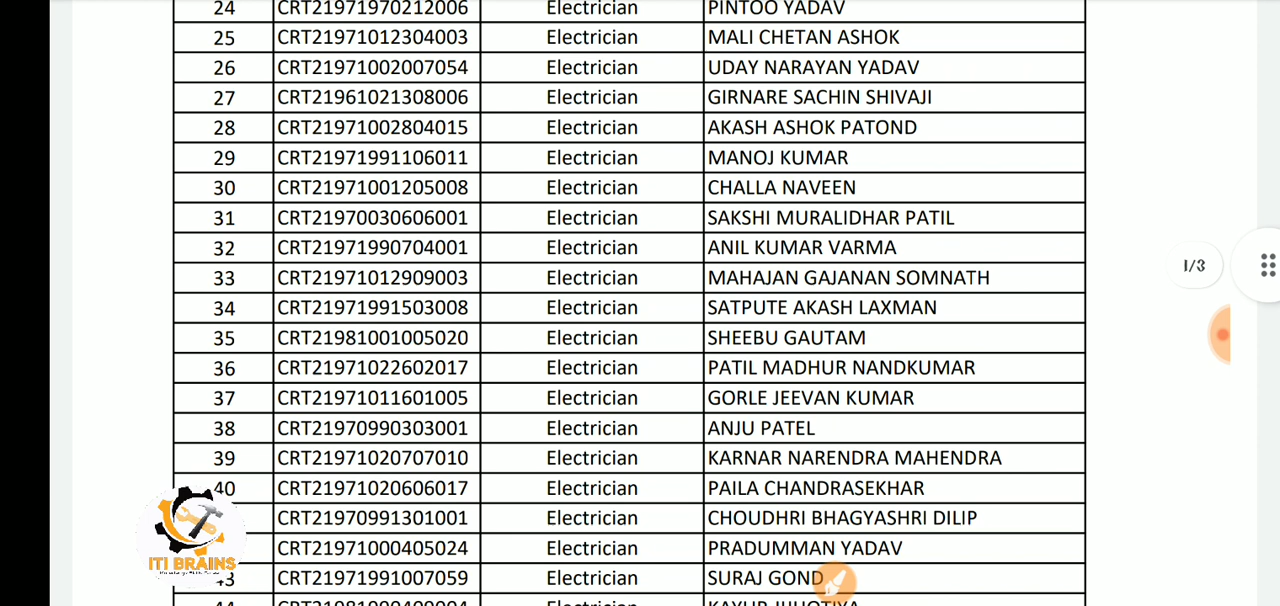 24 CRT21971970212006 Electrician PINTOO YADAV
25 CRT21971012304003 Electrician MALI CHETAN ASHOK
26 CRT21971002007054 Electrician UDAY NARAYAN YADAV
27 CRT21961021308006 Electrician GIRNARE SACHIN SHIVAJI
28 CRT21971002804015 Electrician AKASH ASHOK PATOND
29 CRT21971991106011 Electrician MANOJ KUMAR
30 CRT21971001205008 Electrician CHALLA NAVEEN
31 CRT21970030606001 Electrician SAKSHI MURALIDHAR PATIL
32 CRT21971990704001 Electrician ANIL KUMAR VARMA
1/3
33 CRT21971012909003 Electrician MAHAJAN GAJANAN SOMNATH
34 CRT21971991503008 Electrician SATPUTE AKASH LAXMAN
35 CRT21981001005020 Electrician SHEEBU GAUTAM
36 CRT21971022602017 Electrician PATIL MADHUR NANDKUMAR
37 CRT21971011601005 Electrician GORLE JEEVAN KUMAR
38 CRT21970990303001 Electrician ANJU PATEL
39 CRT21971020707010 Electrician KARNAR NARENDRA MAHENDRA
40 CRT21971020606017 Electrician PAILA CHANDRASEKHAR
CRT21970991301001 Electrician CHOUDHRI BHAGYASHRI DILIP
CRT21971000405024 Electrician PRADUMMAN YADAV
ITI BRAINS
43 CRT21971991007059 Electrician SURAJ GOND